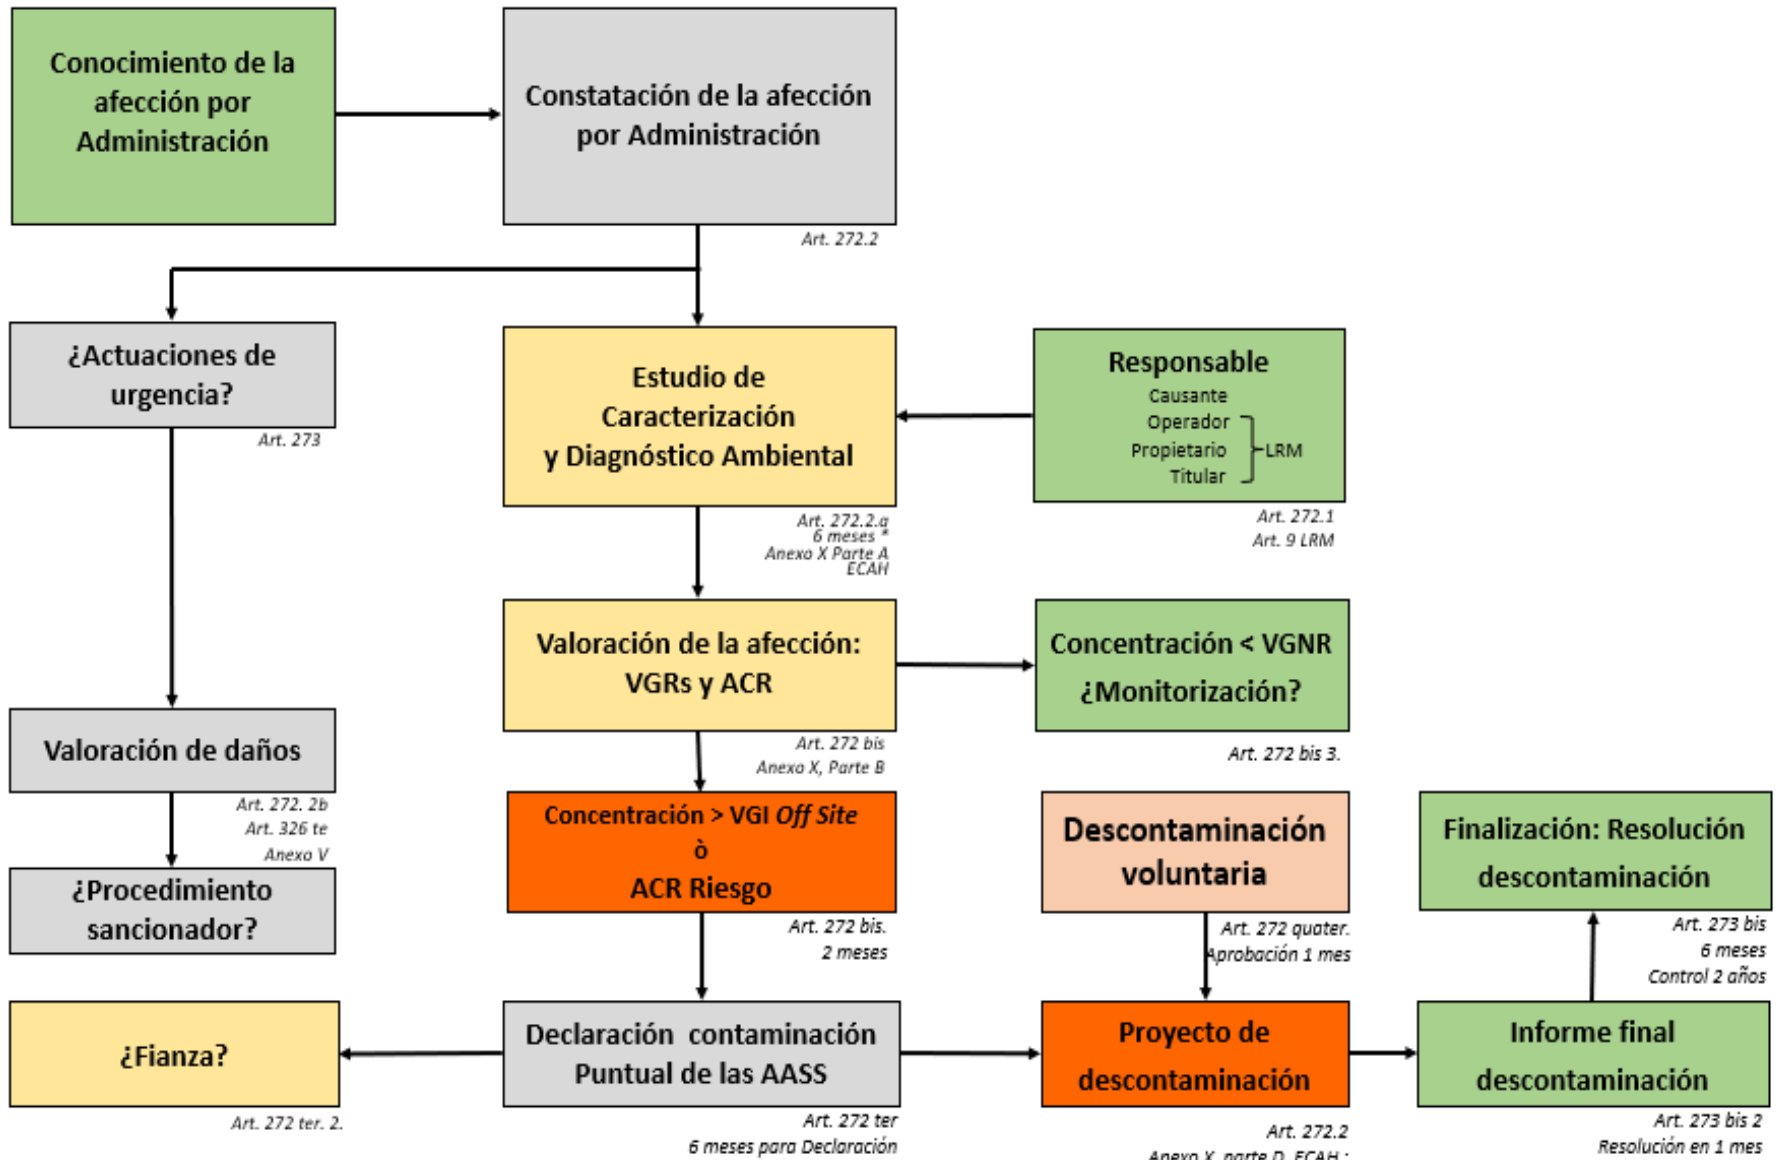 Conocimiento de la
afección por
Administración
Constatación de la afección
por Administración
Art. 272.2
¿Actuaciones de
urgencia?
Art. 273
Estudio de
Caracterización
y Diagnóstico Ambiental
Art. 272.2.a
6 meses *
Anexo X Parte A
ECAH
Responsable
Causante
Operador
Propietario
LRM
Titular
Art. 272.1
Art. 9 LRM
Valoración de la afección:
VGRs y ACR
Art. 272 bis
Anexo X, Parte B
Concentración < VGNR
¿Monitorización?
Art. 272 bis 3.
Valoración de daños
Art. 272. 2b
Art. 326 te
Anexo V
¿Procedimiento
sancionador?
Concentración > VGI Off Site
ò
ACR Riesgo
Art. 272 bis.
2 meses
Descontaminación
voluntaria
Art. 272 quater.
Aprobación 1 mes
Finalización: Resolución
descontaminación
Art. 273 bis
6 meses
Control 2 años
¿Fianza?
Art. 272 ter. 2.
Declaración contaminación
Puntual de las AASS
Art. 272 ter
6 meses para Declaración
Proyecto de
descontaminación
Art. 272.2
Anexo X, parte D, ECAH ;
Informe final
descontaminación
Art. 273 bis 2
Resolución en 1 mes